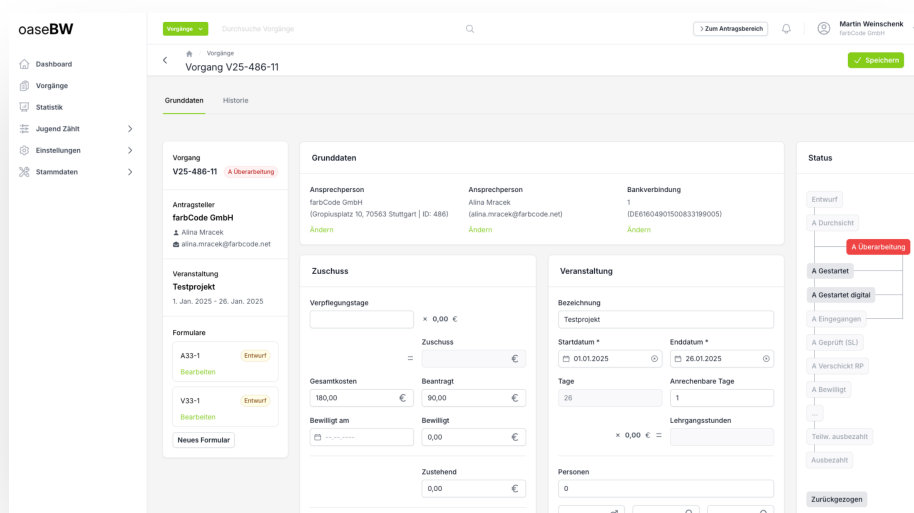 oaseBW
Vorgänge
Durchsuche Vorgänge
> Zum Antragsbereich
Martin Weinschenk
farbCode GmbH
Vorgänge
Vorgang V25-486-11
Speichern
Dashboard
Vorgänge
Statistik
Jugend Zählt
Einstellungen
Stammdaten
Grunddaten
Historie
Vorgang
V25-486-11
A Überarbeitung
Antragsteller
farbCode GmbH
Alina Mracek
alina.mracek@farbcode.net
Veranstaltung
Testprojekt
1. Jan. 2025 - 26. Jan. 2025
Formulare
A33-1
Entwurf
Bearbeiten
V33-1
Entwurf
Bearbeiten
Neues Formular
Grunddaten
Ansprechperson
farbCode GmbH
(Gropiusplatz 10, 70563 Stuttgart | ID: 486)
Ändern
Ansprechperson
Alina Mracek
(alina.mracek@farbcode.net)
Ändern
Bankverbindung
1
(DE61604901500833199005)
Ändern
Zuschuss
Verpflegungstage
× 0,00 €
Zuschuss
= €
Gesamtkosten
180,00 €
Beantragt
90,00 €
Bewilligt am
--.--.----
Bewilligt
0,00 €
Zustehend
0,00 €
Veranstaltung
Bezeichnung
Testprojekt
Startdatum *
01.01.2025
Enddatum *
26.01.2025
Tage
26
Anrechenbare Tage
1
Lehrgangsstunden
× 0,00 € =
Personen
0
Status
Entwurf
A Durchsicht
A Überarbeitung
A Gestartet
A Gestartet digital
A Eingegangen
A Geprüft (SL)
A Verschickt RP
A Bewilligt
...
Teilw. ausbezahlt
Ausbezahlt
Zurückgezogen